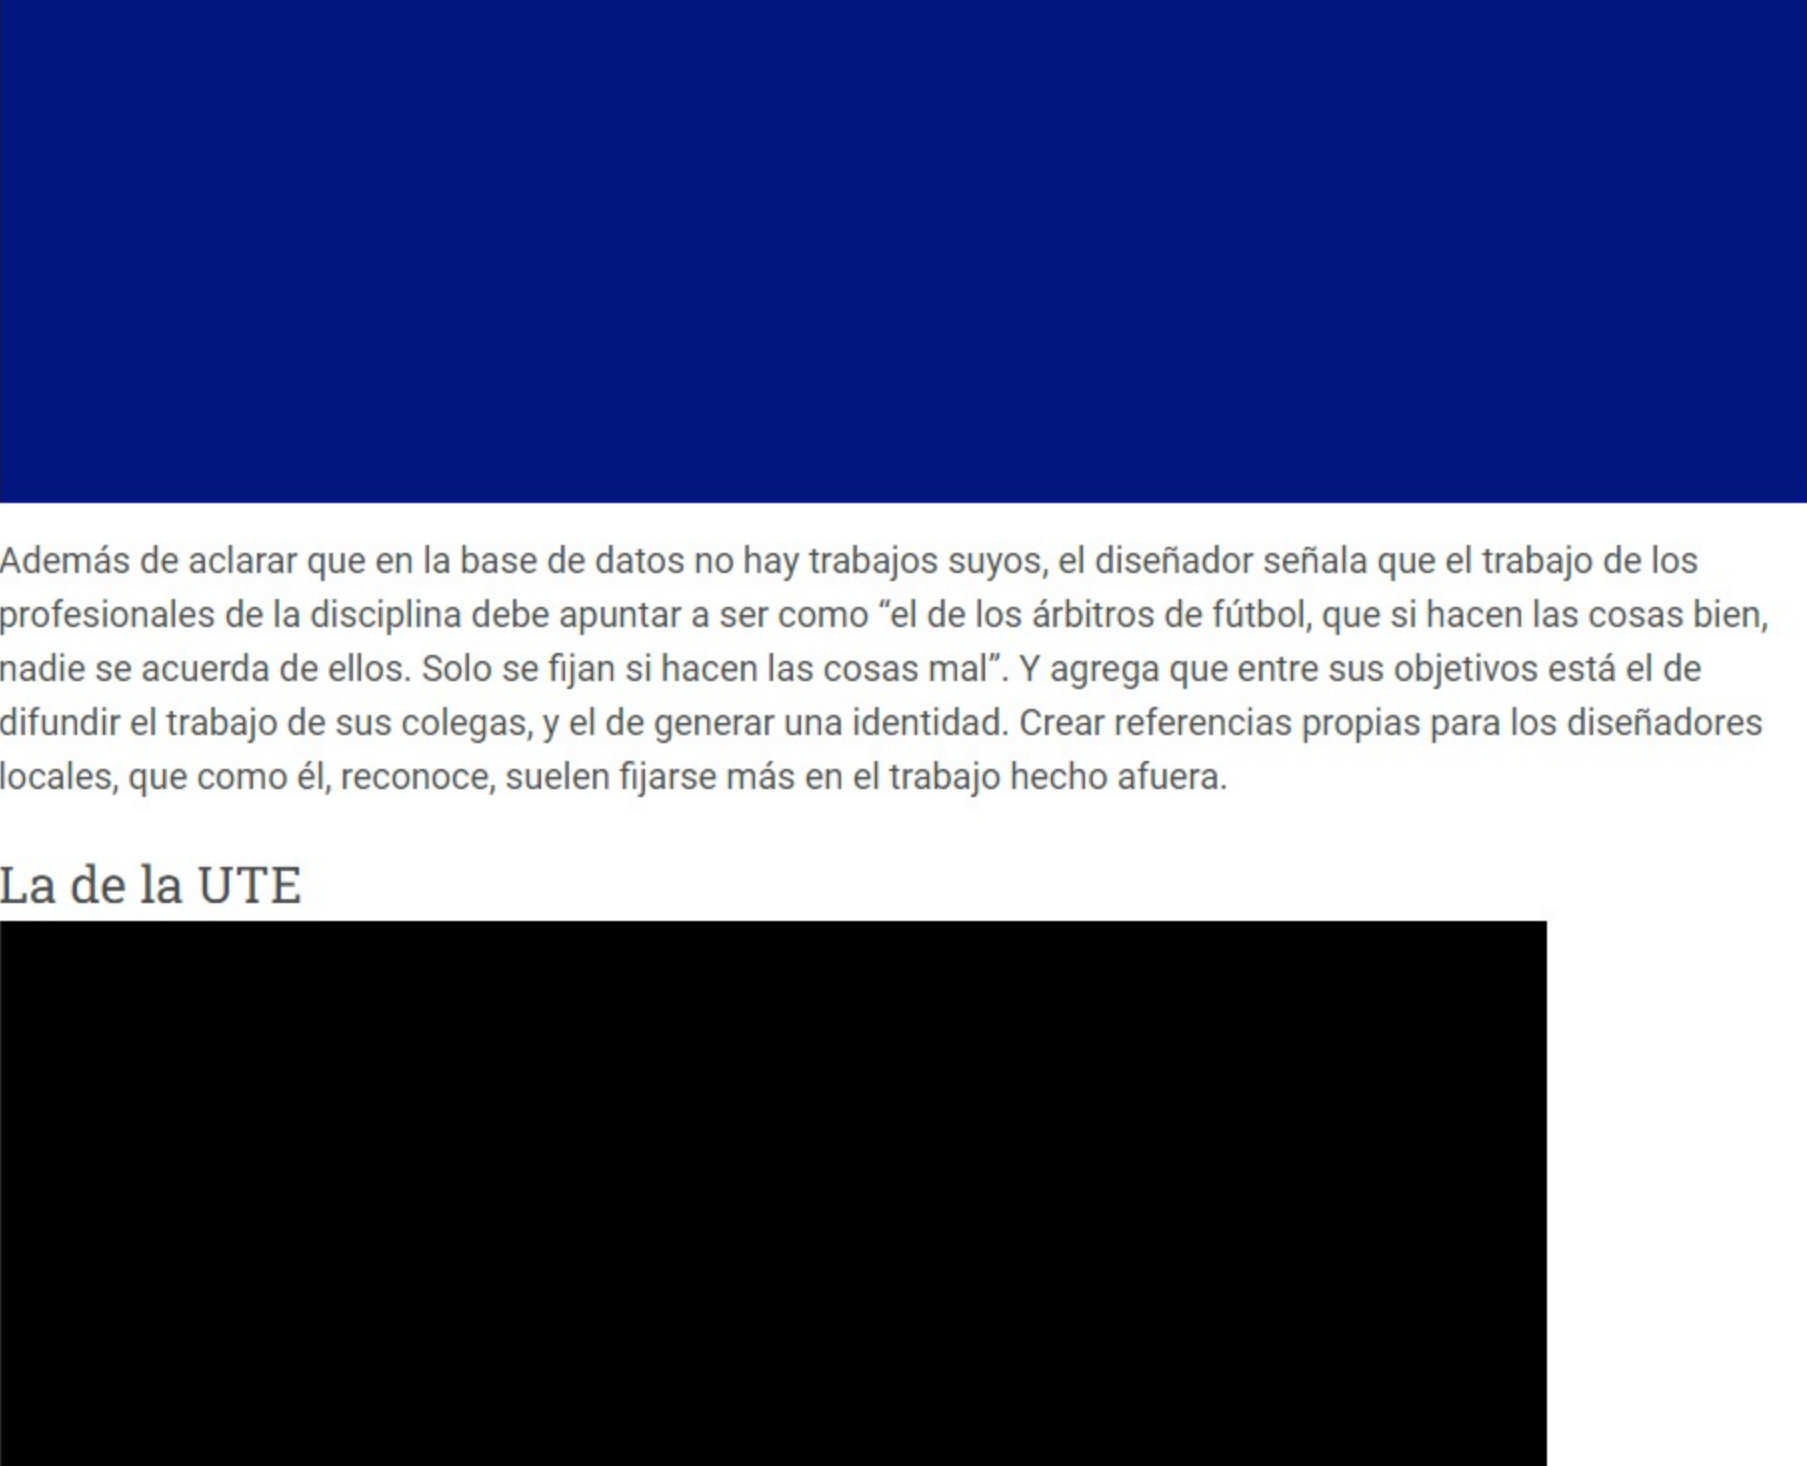 Además de aclarar que en la base de datos no hay trabajos suyos, el diseñador señala que el trabajo de los
profesionales de la disciplina debe apuntar a ser como “el de los árbitros de fútbol, que si hacen las cosas bien,
nadie se acuerda de ellos. Solo se fijan si hacen las cosas mal”. Y agrega que entre sus objetivos está el de
difundir el trabajo de sus colegas, y el de generar una identidad. Crear referencias propias para los diseñadores
locales, que como él, reconoce, suelen fijarse más en el trabajo hecho afuera.
La de la UTE